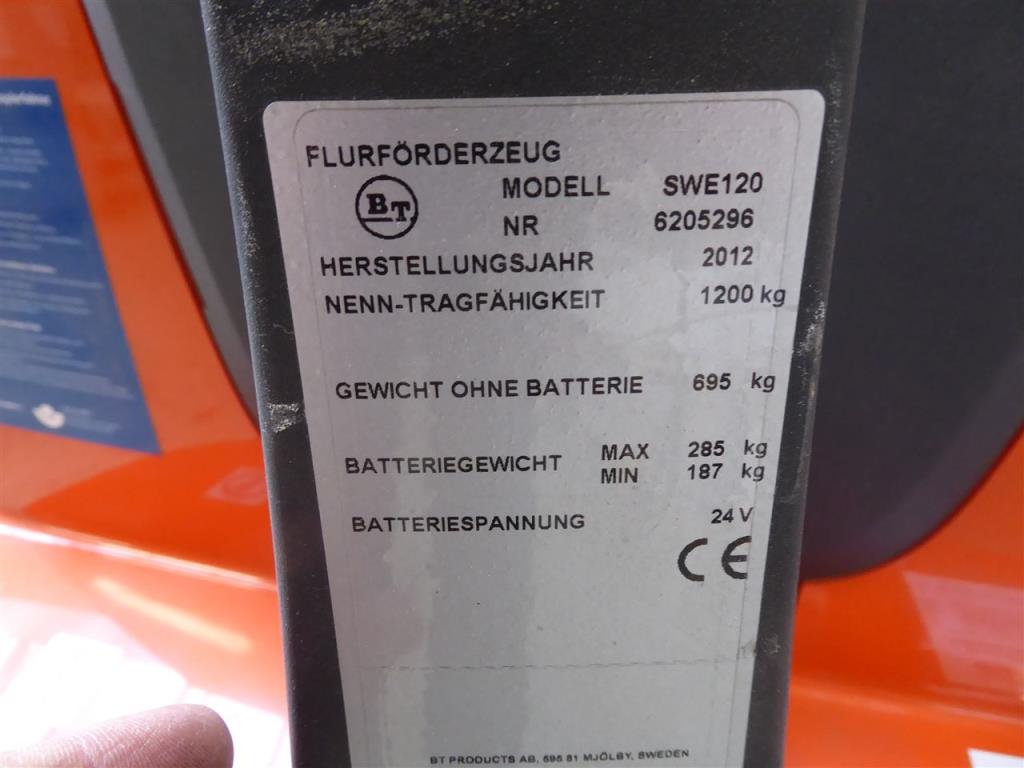 FLURFÖRDERZEUG
BT MODELL SWE120
NR 6205296
HERSTELLUNGSJAHR 2012
NENN-TRAGFÄHIGKEIT 1200 kg
GEWICHT OHNE BATTERIE 695 kg
BATTERIEGEWICHT MAX 285 kg
MIN 187 kg
BATTERIESPANNUNG 24 V
CE
BT PRODUCTS AB, 595 81 MJÖLBY, SWEDEN